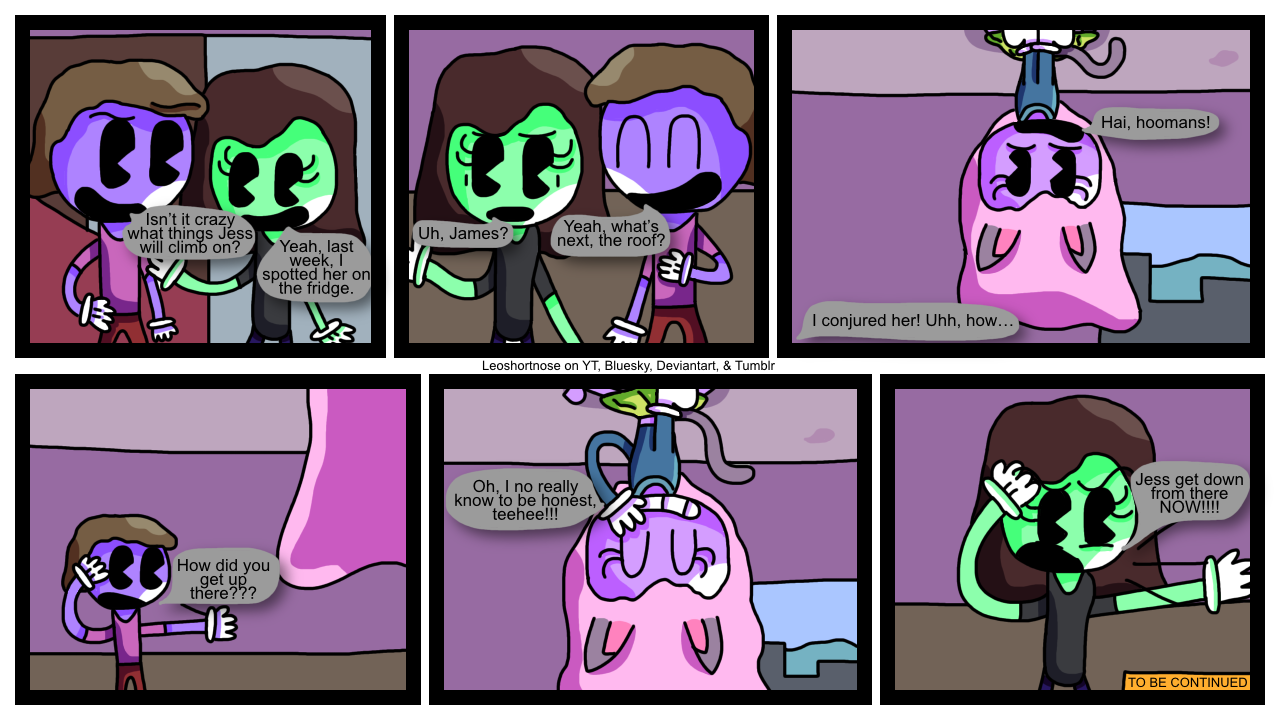 Isn't it crazy
what things Jess
will climb on?
Yeah, last
week, I
spotted her on
the fridge.
Uh, James?
Yeah, what's
next, the roof?
Hai, hoomans!
I conjured her! Uhh, how...
Leoshortnose on YT, Bluesky, Deviantart, & Tumblr
How did you
get up
there???
Oh, I no really
know to be honest,
teehee!!!
Jess get down
from there
NOW!!!!
TO BE CONTINUED